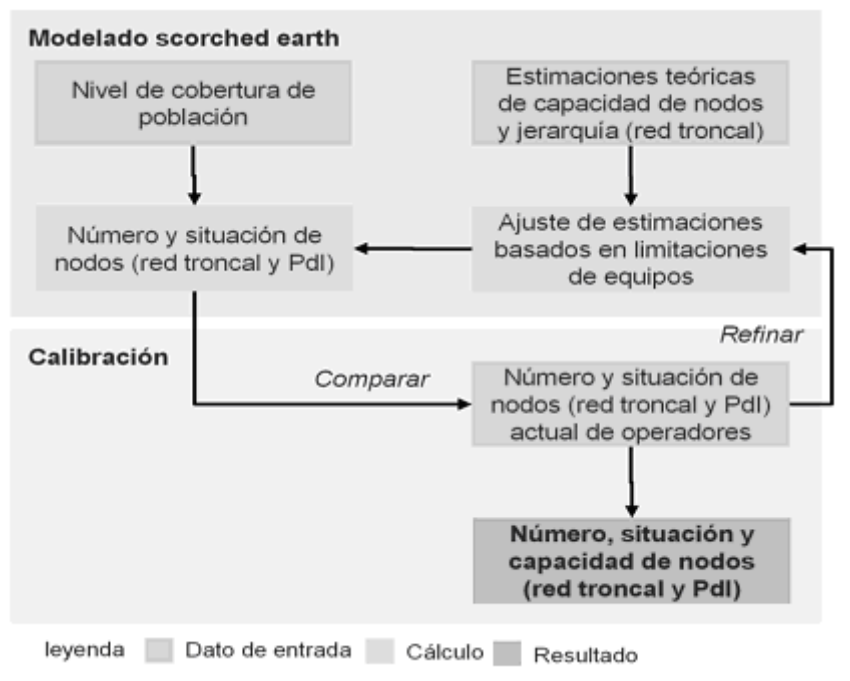 Modelado scorched earth
Nivel de cobertura de
población
Estimaciones teóricas
de capacidad de nodos
y jerarquía (red troncal)
Número y situación de
nodos (red troncal y PdI)
Ajuste de estimaciones
basados en limitaciones
de equipos
Refinar
Calibración
Comparar
Número y situación de
nodos (red troncal y PdI)
actual de operadores
Número, situación y
capacidad de nodos
(red troncal y PdI)
leyenda
Dato de entrada
Cálculo
Resultado